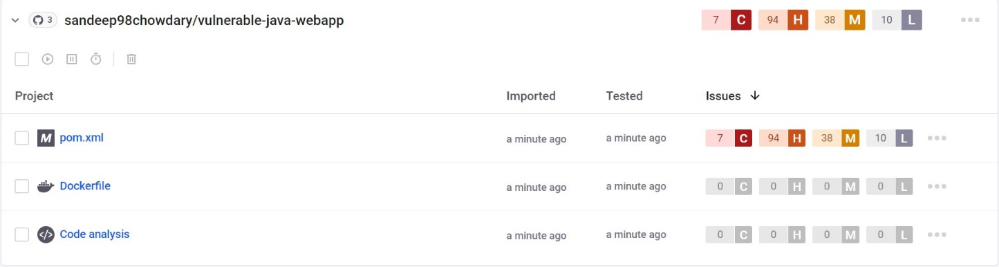 3 sandeep98chowdary/vulnerable-java-webapp 7 C 94 H 38 M 10 L
Project Imported Tested Issues
M pom.xml a minute ago a minute ago 7 C 94 H 38 M 10 L
Dockerfile a minute ago a minute ago 0 C 0 H 0 M 0 L
Code analysis a minute ago a minute ago 0 C 0 H 0 M 0 L